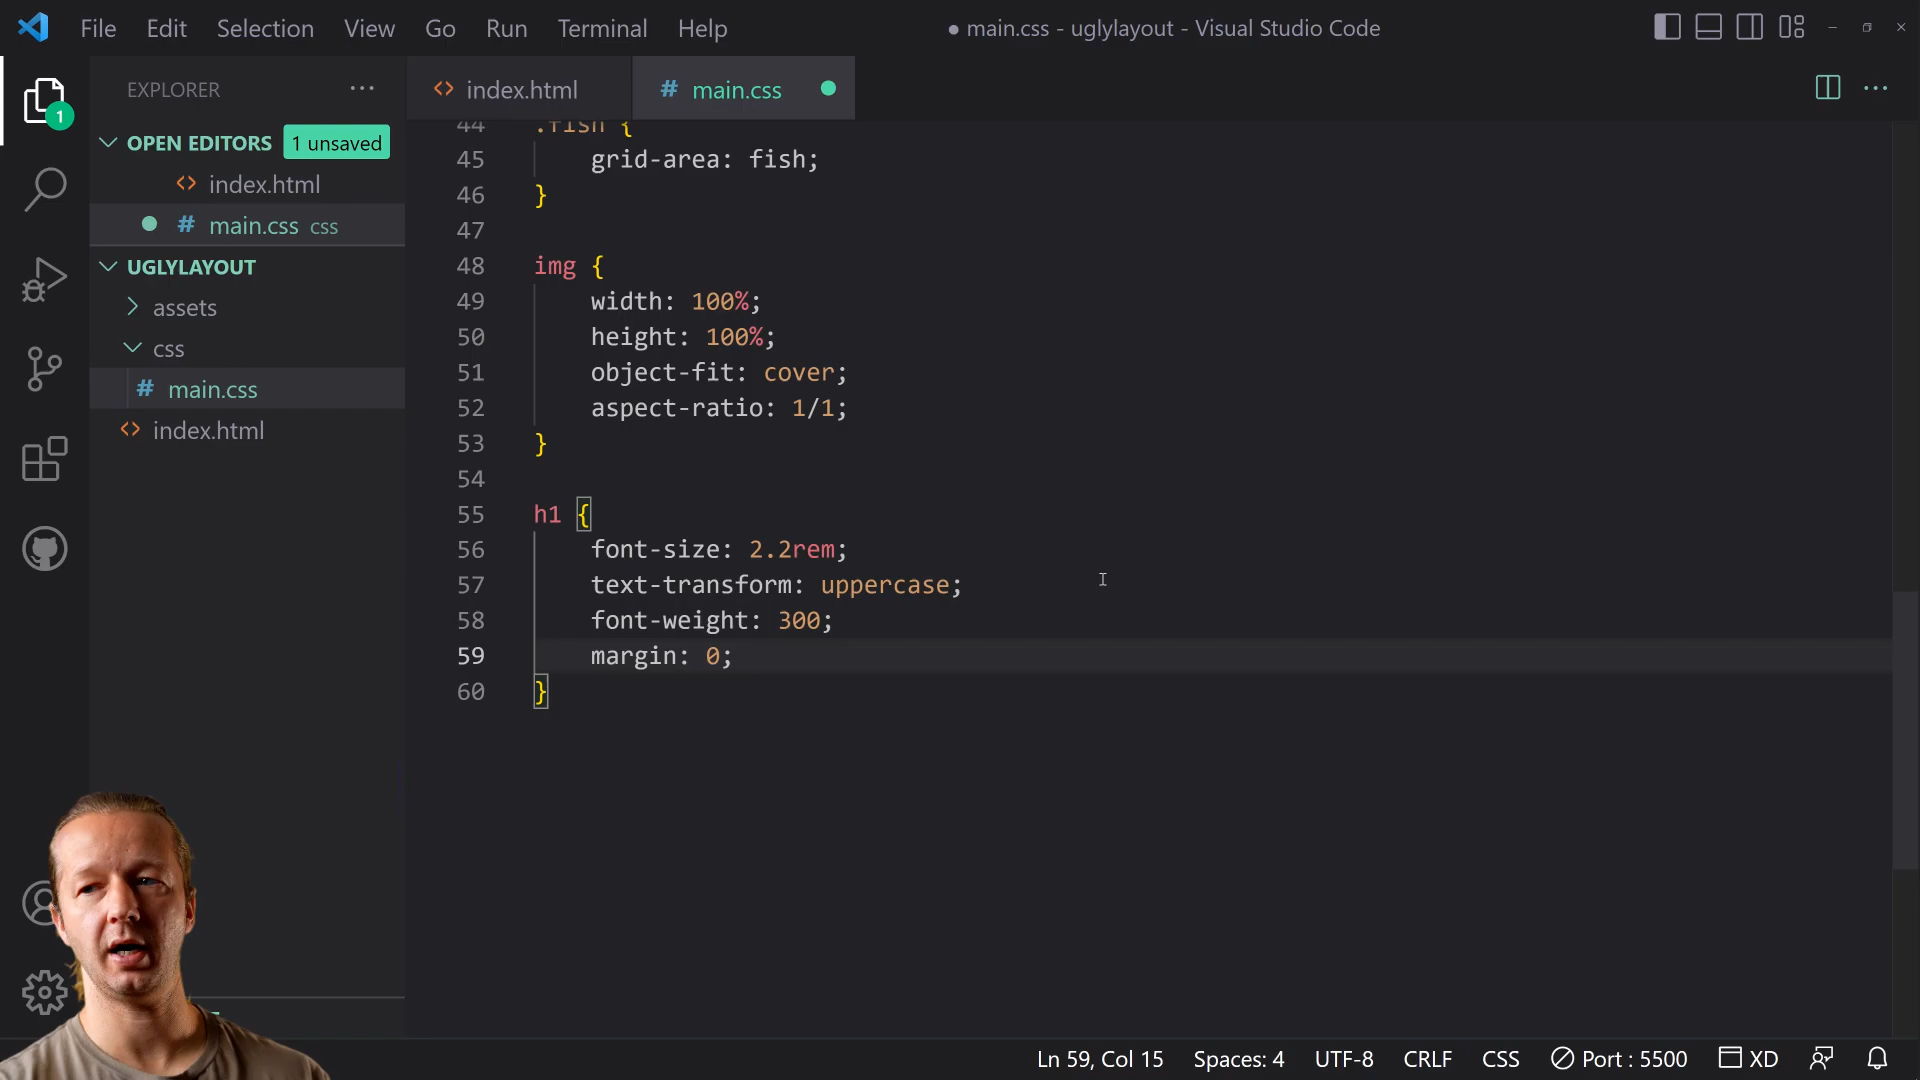 File Edit Selection View Go Run Terminal Help
● main.css - uglylayout - Visual Studio Code
EXPLORER ···
1
OPEN EDITORS 1 unsaved
<> index.html
# main.css css
UGLYLAYOUT
assets
css
# main.css
<> index.html
<> index.html
# main.css
44 .fish {
45 grid-area: fish;
46 }
47
48 img {
49 width: 100%;
50 height: 100%;
51 object-fit: cover;
52 aspect-ratio: 1/1;
53 }
54
55 h1 {
56 font-size: 2.2rem;
57 text-transform: uppercase;
58 font-weight: 300;
59 margin: 0;
60 }
Ln 59, Col 15 Spaces: 4 UTF-8 CRLF CSS Port : 5500 XD